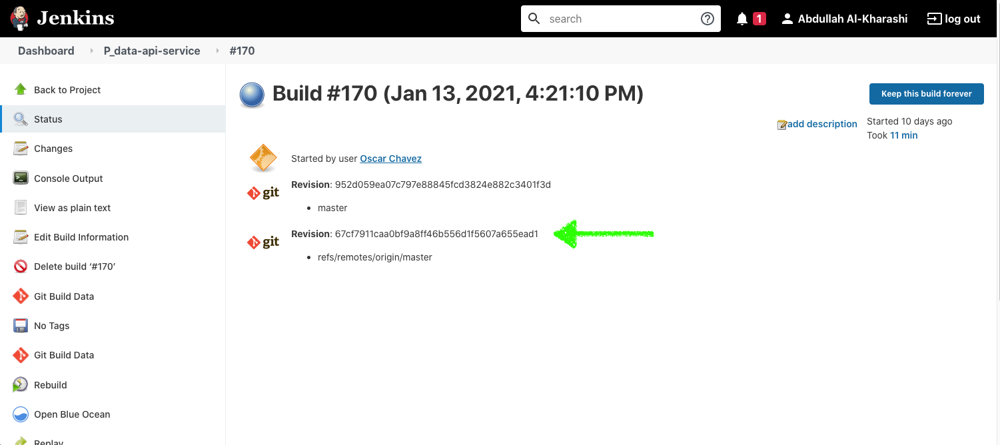 Jenkins
search
1
Abdullah Al-Kharashi
log out
Dashboard
P_data-api-service
#170
Back to Project
Status
Changes
Console Output
View as plain text
Edit Build Information
Delete build ‘#170’
Git Build Data
No Tags
Git Build Data
Rebuild
Open Blue Ocean
Replay
Build #170 (Jan 13, 2021, 4:21:10 PM)
Keep this build forever
add description
Started 10 days ago
Took 11 min
Started by user Oscar Chavez
git
Revision: 952d059ea07c797e88845fcd3824e882c3401f3d
master
git
Revision: 67cf7911caa0bf9a8ff46b556d1f5607a655ead1
refs/remotes/origin/master